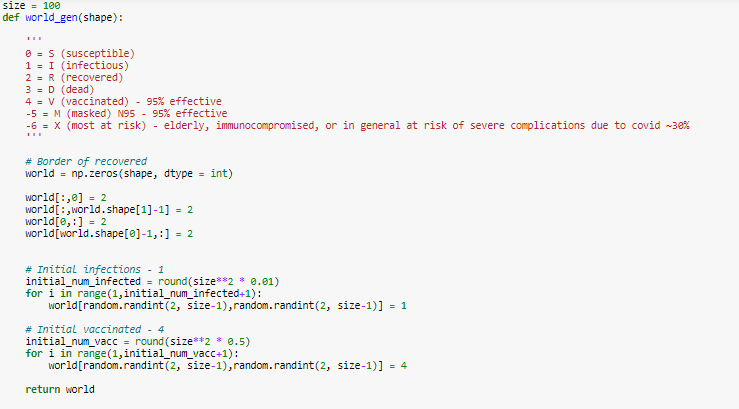 size = 100
def world_gen(shape):
'''
0 = S (susceptible)
1 = I (infectious)
2 = R (recovered)
3 = D (dead)
4 = V (vaccinated) - 95% effective
-5 = M (masked) N95 - 95% effective
-6 = X (most at risk) - elderly, immunocompromised, or in general at risk of severe complications due to covid ~30%
'''
# Border of recovered
world = np.zeros(shape, dtype = int)
world[:,0] = 2
world[:,world.shape[1]-1] = 2
world[0,:] = 2
world[world.shape[0]-1,:] = 2
# Initial infections - 1
initial_num_infected = round(size**2 * 0.01)
for i in range(1,initial_num_infected+1):
world[random.randint(2, size-1),random.randint(2, size-1)] = 1
# Initial vaccinated - 4
initial_num_vacc = round(size**2 * 0.5)
for i in range(1,initial_num_vacc+1):
world[random.randint(2, size-1),random.randint(2, size-1)] = 4
return world